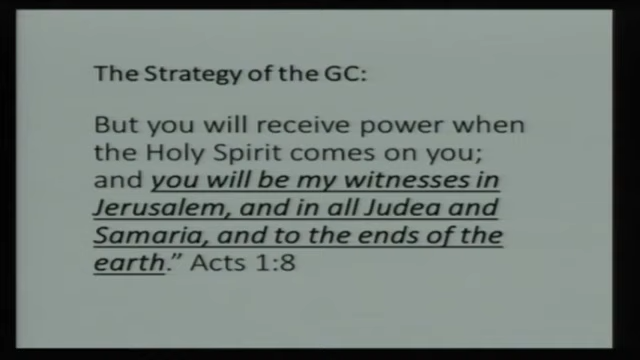 The Strategy of the GC:
But you will receive power when
the Holy Spirit comes on you;
and you will be my witnesses in
Jerusalem, and in all Judea and
Samaria, and to the ends of the
earth.” Acts 1:8